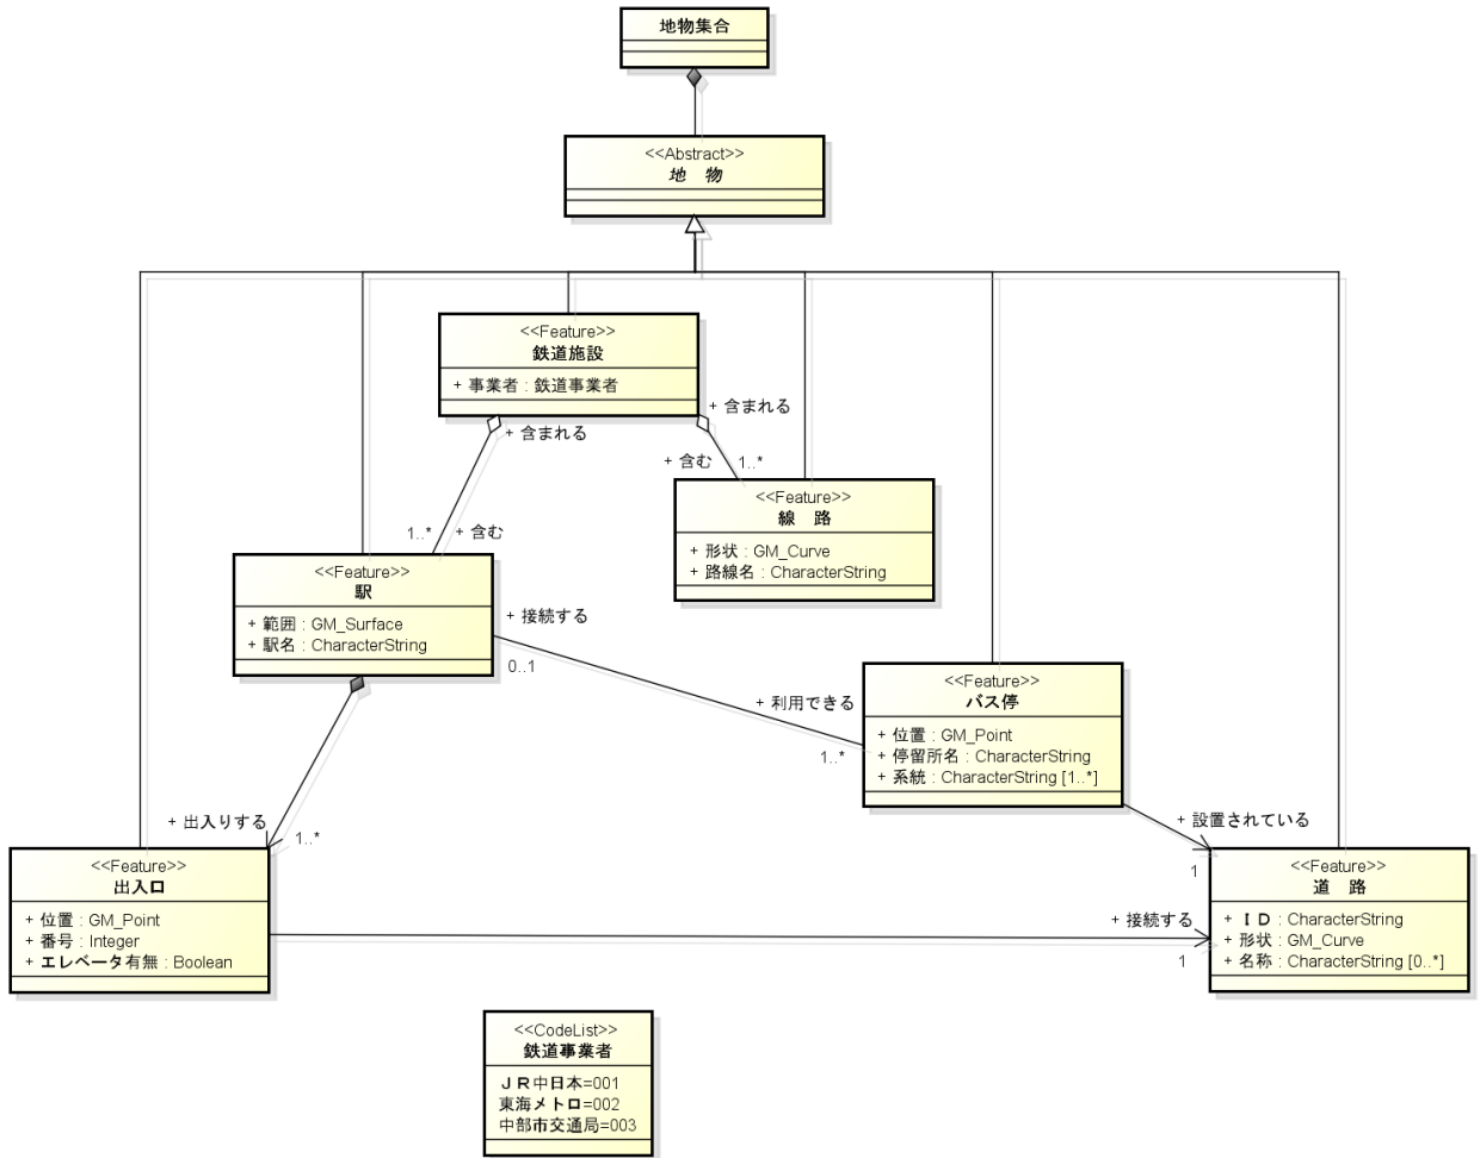 地物集合
<<Abstract>>
地　物
<<Feature>>
鉄道施設
+ 事業者 : 鉄道事業者
+ 含まれる
+ 含まれる
+ 含む
1..*
1..*
+ 含む
<<Feature>>
線　路
+ 形状 : GM_Curve
+ 路線名 : CharacterString
<<Feature>>
駅
+ 範囲 : GM_Surface
+ 駅名 : CharacterString
+ 接続する
0..1
+ 利用できる
1..*
<<Feature>>
バス停
+ 位置 : GM_Point
+ 停留所名 : CharacterString
+ 系統 : CharacterString [1..*]
+ 出入りする
1..*
+ 設置されている
1
<<Feature>>
出入口
+ 位置 : GM_Point
+ 番号 : Integer
+ エレベータ有無 : Boolean
+ 接続する
1
<<Feature>>
道　路
+ ＩＤ : CharacterString
+ 形状 : GM_Curve
+ 名称 : CharacterString [0..*]
<<CodeList>>
鉄道事業者
ＪＲ中日本=001
東海メトロ=002
中部市交通局=003